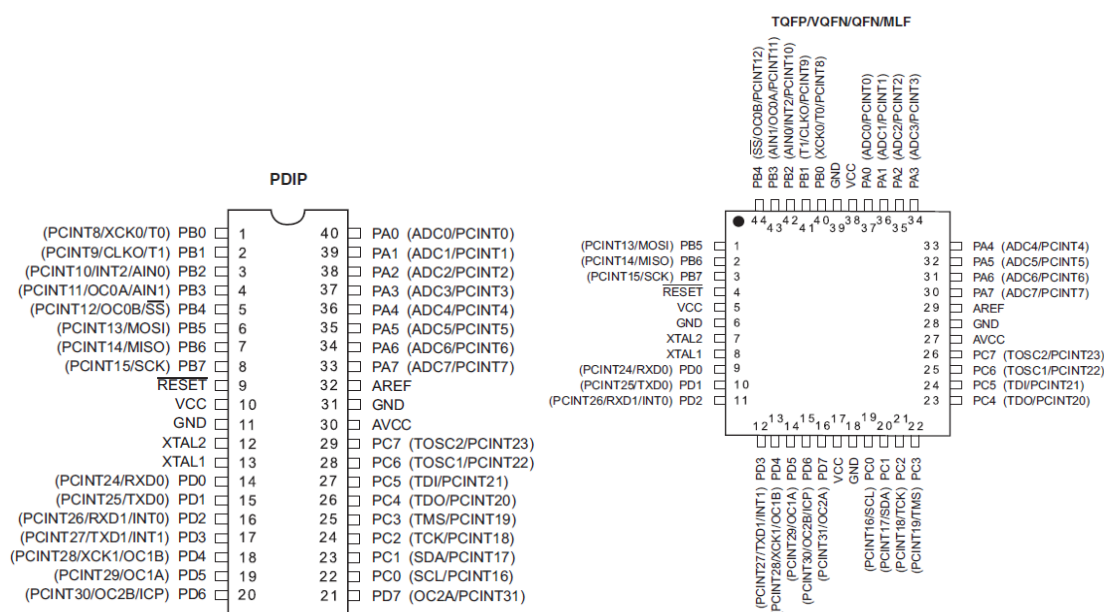 TQFP/VQFN/QFN/MLF
PB4 (SS/OC0B/PCINT12)
PB3 (AIN1/OC0A/PCINT11)
PB2 (AIN0/INT2/PCINT10)
PB1 (T1/CLKO/PCINT9)
PB0 (XCK0/T0/PCINT8)
GND
VCC
PA0 (ADC0/PCINT0)
PA1 (ADC1/PCINT1)
PA2 (ADC2/PCINT2)
PA3 (ADC3/PCINT3)
44 43 42 41 40 39 38 37 36 35 34
(PCINT13/MOSI) PB5 1 33 PA4 (ADC4/PCINT4)
(PCINT14/MISO) PB6 2 32 PA5 (ADC5/PCINT5)
(PCINT15/SCK) PB7 3 31 PA6 (ADC6/PCINT6)
RESET 4 30 PA7 (ADC7/PCINT7)
VCC 5 29 AREF
GND 6 28 GND
XTAL2 7 27 AVCC
XTAL1 8 26 PC7 (TOSC2/PCINT23)
(PCINT24/RXD0) PD0 9 25 PC6 (TOSC1/PCINT22)
(PCINT25/TXD0) PD1 10 24 PC5 (TDI/PCINT21)
(PCINT26/RXD1/INT0) PD2 11 23 PC4 (TDO/PCINT20)
12 13 14 15 16 17 18 19 20 21 22
(PCINT27/TXD1/INT1) PD3
(PCINT28/XCK1/OC1B) PD4
(PCINT29/OC1A) PD5
(PCINT30/OC2B/ICP) PD6
(PCINT31/OC2A) PD7
VCC
GND
(PCINT16/SCL) PC0
(PCINT17/SDA) PC1
(PCINT18/TCK) PC2
(PCINT19/TMS) PC3
PDIP
(PCINT8/XCK0/T0) PB0 1 40 PA0 (ADC0/PCINT0)
(PCINT9/CLKO/T1) PB1 2 39 PA1 (ADC1/PCINT1)
(PCINT10/INT2/AIN0) PB2 3 38 PA2 (ADC2/PCINT2)
(PCINT11/OC0A/AIN1) PB3 4 37 PA3 (ADC3/PCINT3)
(PCINT12/OC0B/SS) PB4 5 36 PA4 (ADC4/PCINT4)
(PCINT13/MOSI) PB5 6 35 PA5 (ADC5/PCINT5)
(PCINT14/MISO) PB6 7 34 PA6 (ADC6/PCINT6)
(PCINT15/SCK) PB7 8 33 PA7 (ADC7/PCINT7)
RESET 9 32 AREF
VCC 10 31 GND
GND 11 30 AVCC
XTAL2 12 29 PC7 (TOSC2/PCINT23)
XTAL1 13 28 PC6 (TOSC1/PCINT22)
(PCINT24/RXD0) PD0 14 27 PC5 (TDI/PCINT21)
(PCINT25/TXD0) PD1 15 26 PC4 (TDO/PCINT20)
(PCINT26/RXD1/INT0) PD2 16 25 PC3 (TMS/PCINT19)
(PCINT27/TXD1/INT1) PD3 17 24 PC2 (TCK/PCINT18)
(PCINT28/XCK1/OC1B) PD4 18 23 PC1 (SDA/PCINT17)
(PCINT29/OC1A) PD5 19 22 PC0 (SCL/PCINT16)
(PCINT30/OC2B/ICP) PD6 20 21 PD7 (OC2A/PCINT31)